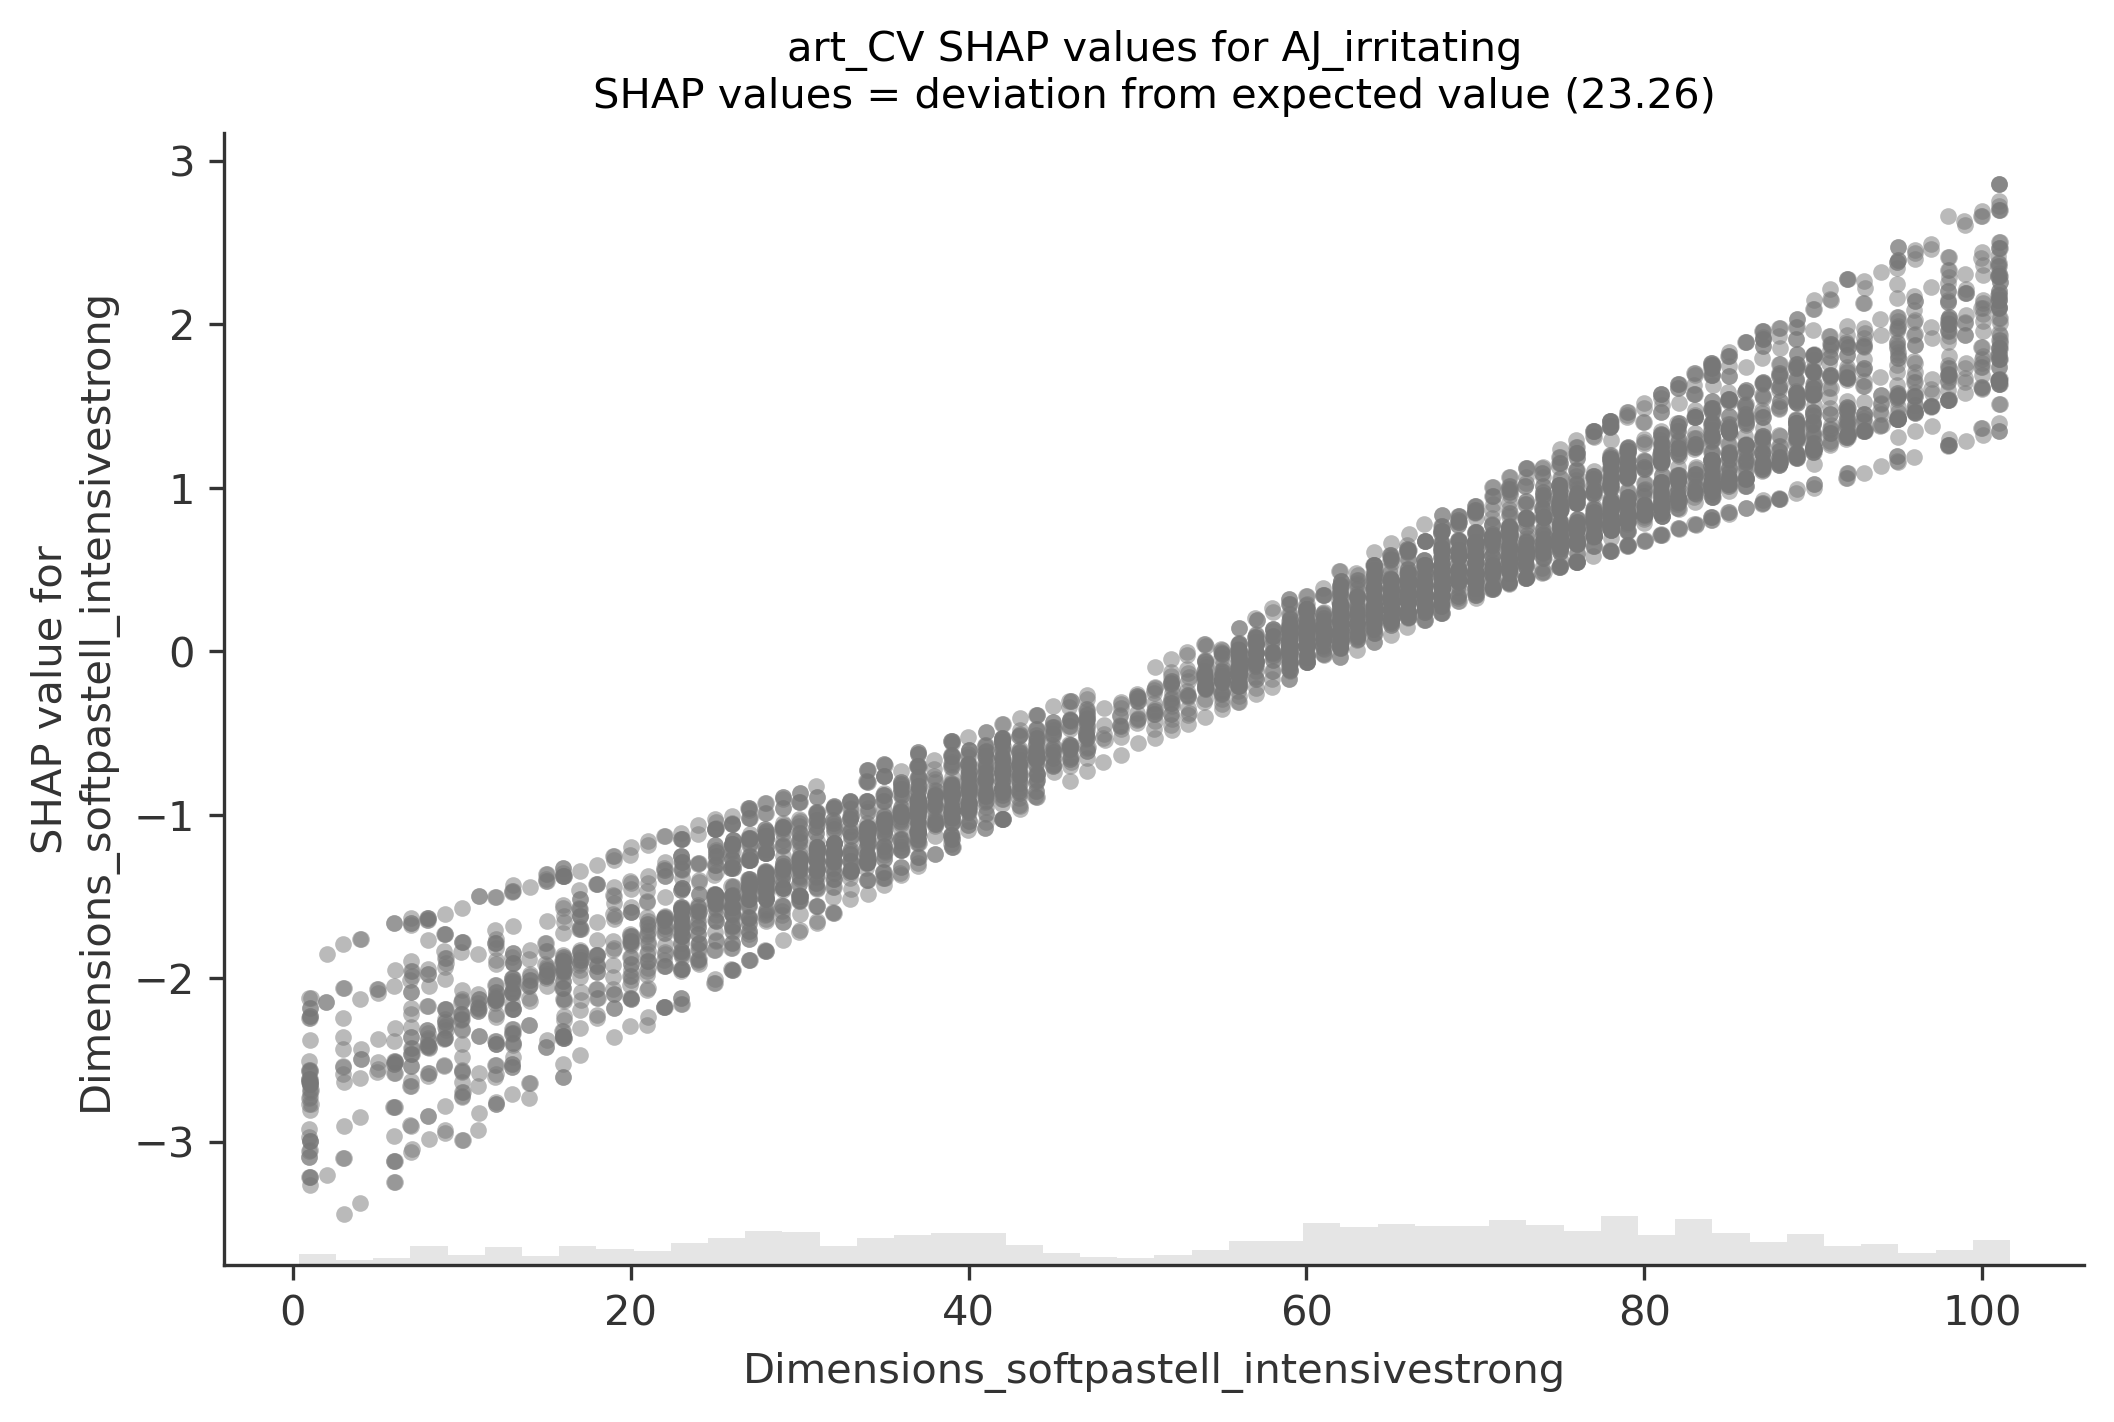 art_CV SHAP values for AJ_irritating
SHAP values = deviation from expected value (23.26)
3
2
1
0
−1
−2
−3
SHAP value for
Dimensions_softpastell_intensivestrong
0
20
40
60
80
100
Dimensions_softpastell_intensivestrong